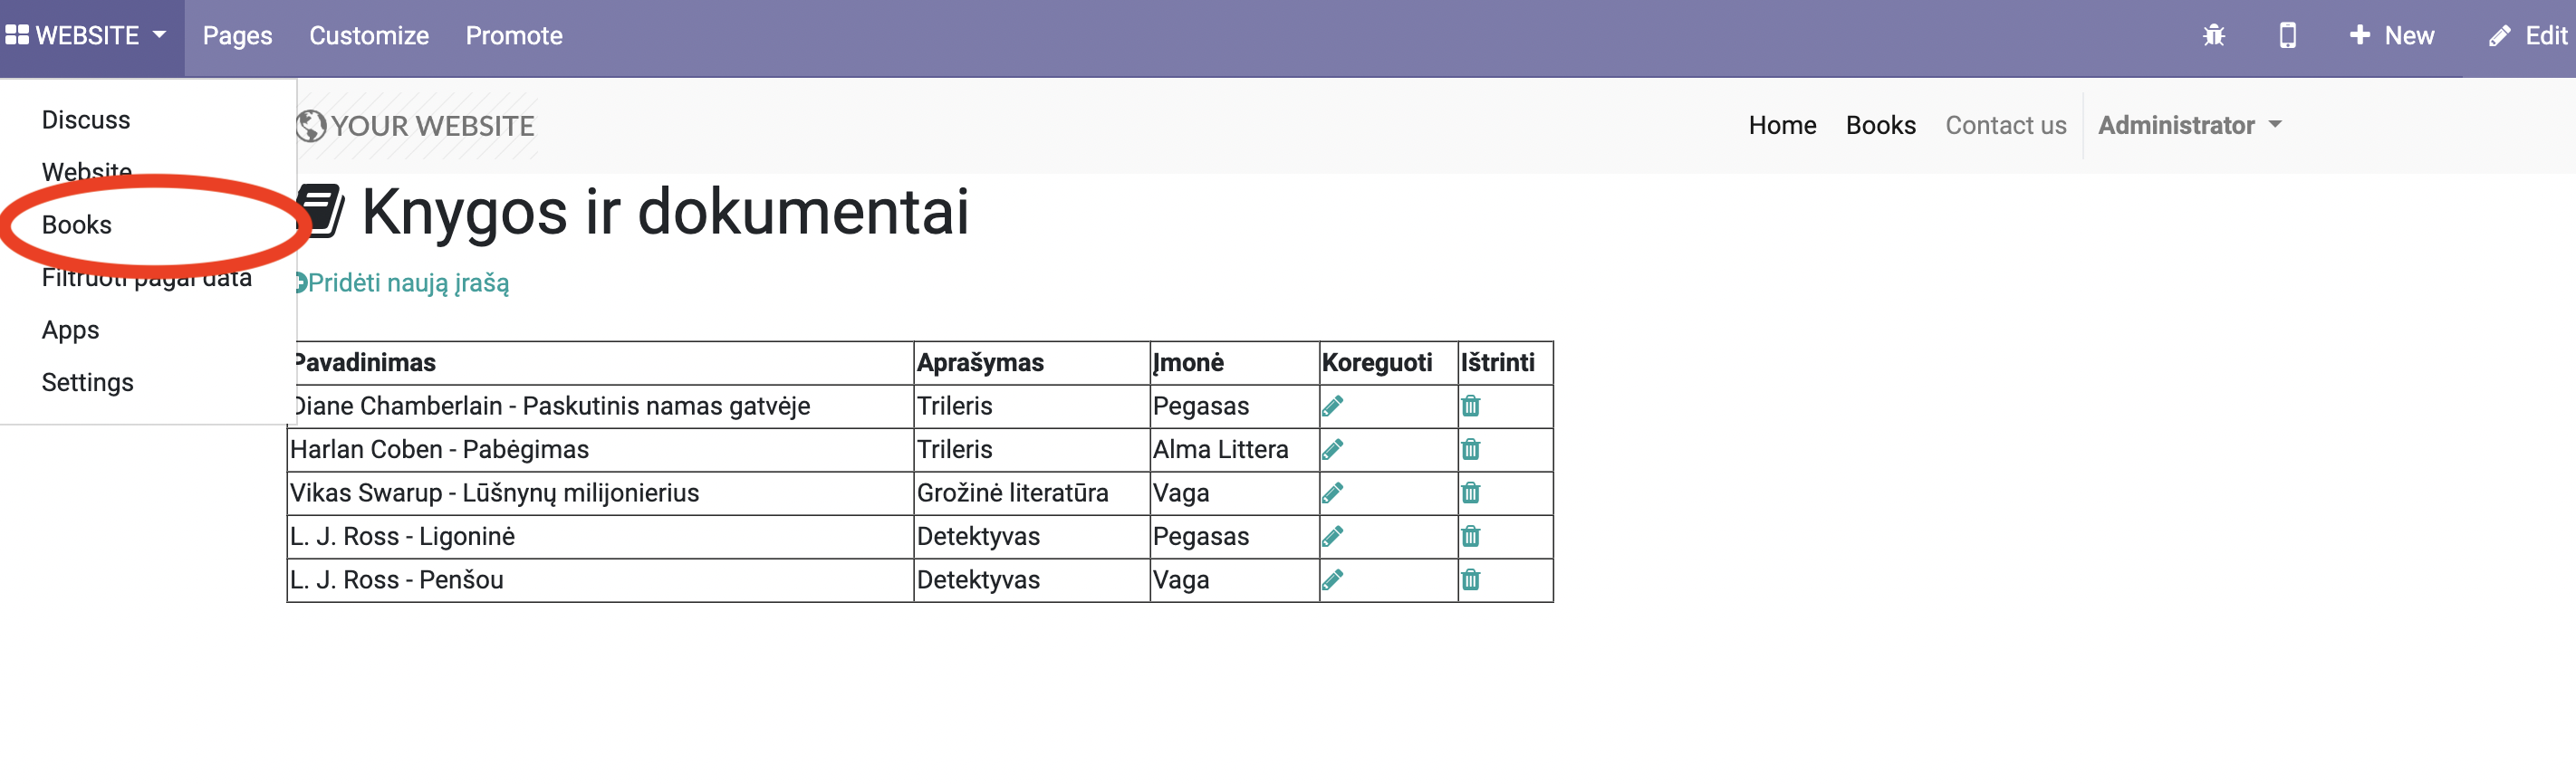 WEBSITE Pages Customize Promote New Edit
Discuss
Website
Books
Filtruoti pagal data
Apps
Settings
YOUR WEBSITE Home Books Contact us Administrator
Knygos ir dokumentai
Pridėti naują įrašą
Pavadinimas Aprašymas Įmonė Koreguoti Ištrinti
Diane Chamberlain - Paskutinis namas gatvėje Trileris Pegasas
Harlan Coben - Pabėgimas Trileris Alma Littera
Vikas Swarup - Lūšnynų milijonierius Grožinė literatūra Vaga
L. J. Ross - Ligoninė Detektyvas Pegasas
L. J. Ross - Penšou Detektyvas Vaga